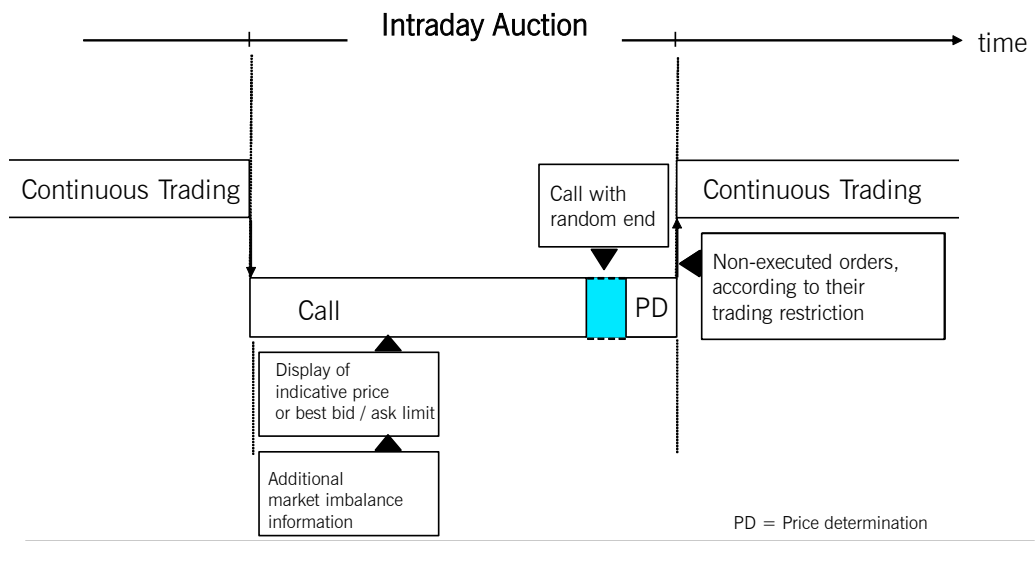 Intraday Auction
time
Continuous Trading
Call with
random end
Continuous Trading
Call
PD
Non-executed orders,
according to their
trading restriction
Display of
indicative price
or best bid / ask limit
Additional
market imbalance
information
PD = Price determination